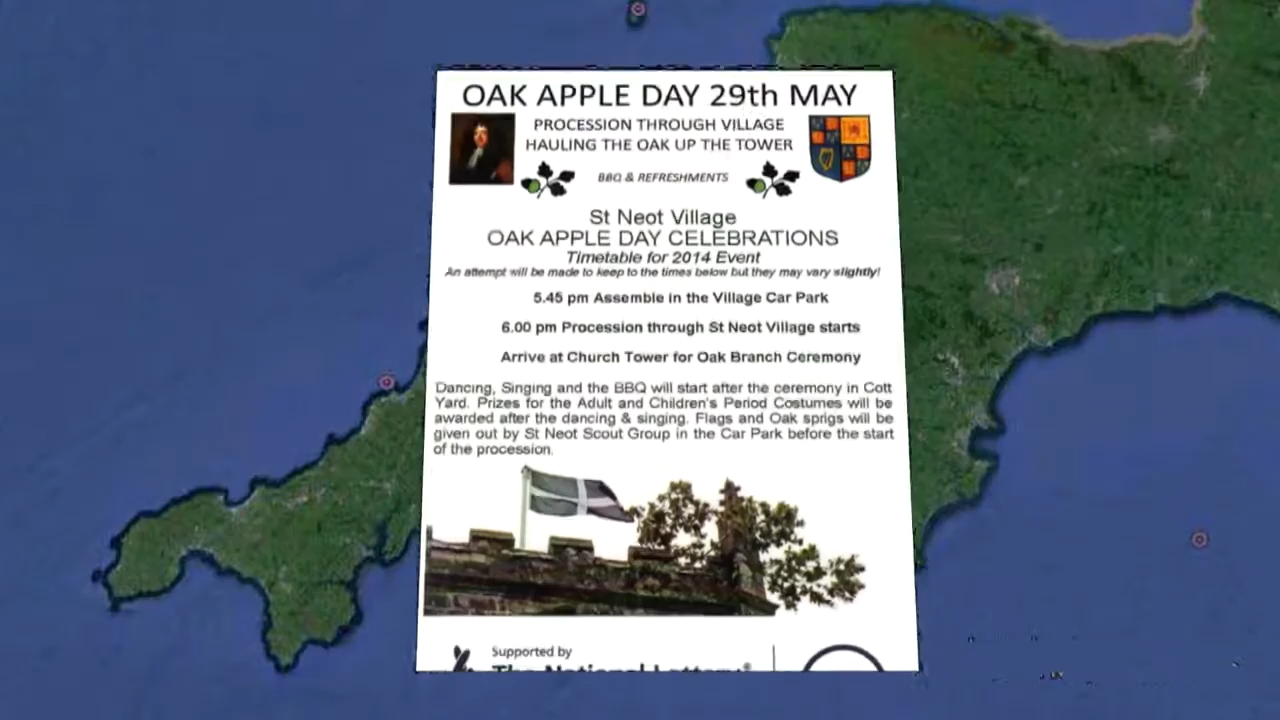 OAK APPLE DAY 29th MAY
PROCESSION THROUGH VILLAGE
HAULING THE OAK UP THE TOWER
BBQ & REFRESHMENTS
St Neot Village
OAK APPLE DAY CELEBRATIONS
Timetable for 2014 Event
An attempt will be made to keep to the times below but they may vary slightly!
5.45 pm Assemble in the Village Car Park
6.00 pm Procession through St Neot Village starts
Arrive at Church Tower for Oak Branch Ceremony
Dancing, Singing and the BBQ will start after the ceremony in Cott
Yard. Prizes for the Adult and Children's Period Costumes will be
awarded after the dancing & singing. Flags and Oak sprigs will be
given out by St Neot Scout Group in the Car Park before the start
of the procession.
Supported by
The National Lottery®